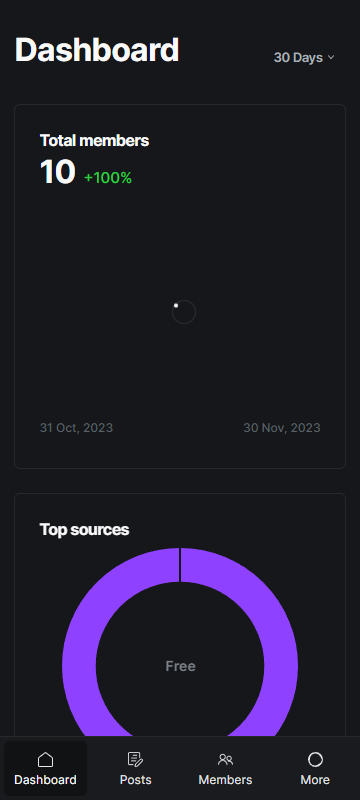 Dashboard
30 Days
Total members
10 +100%
31 Oct, 2023 30 Nov, 2023
Top sources
Free
Dashboard Posts Members More